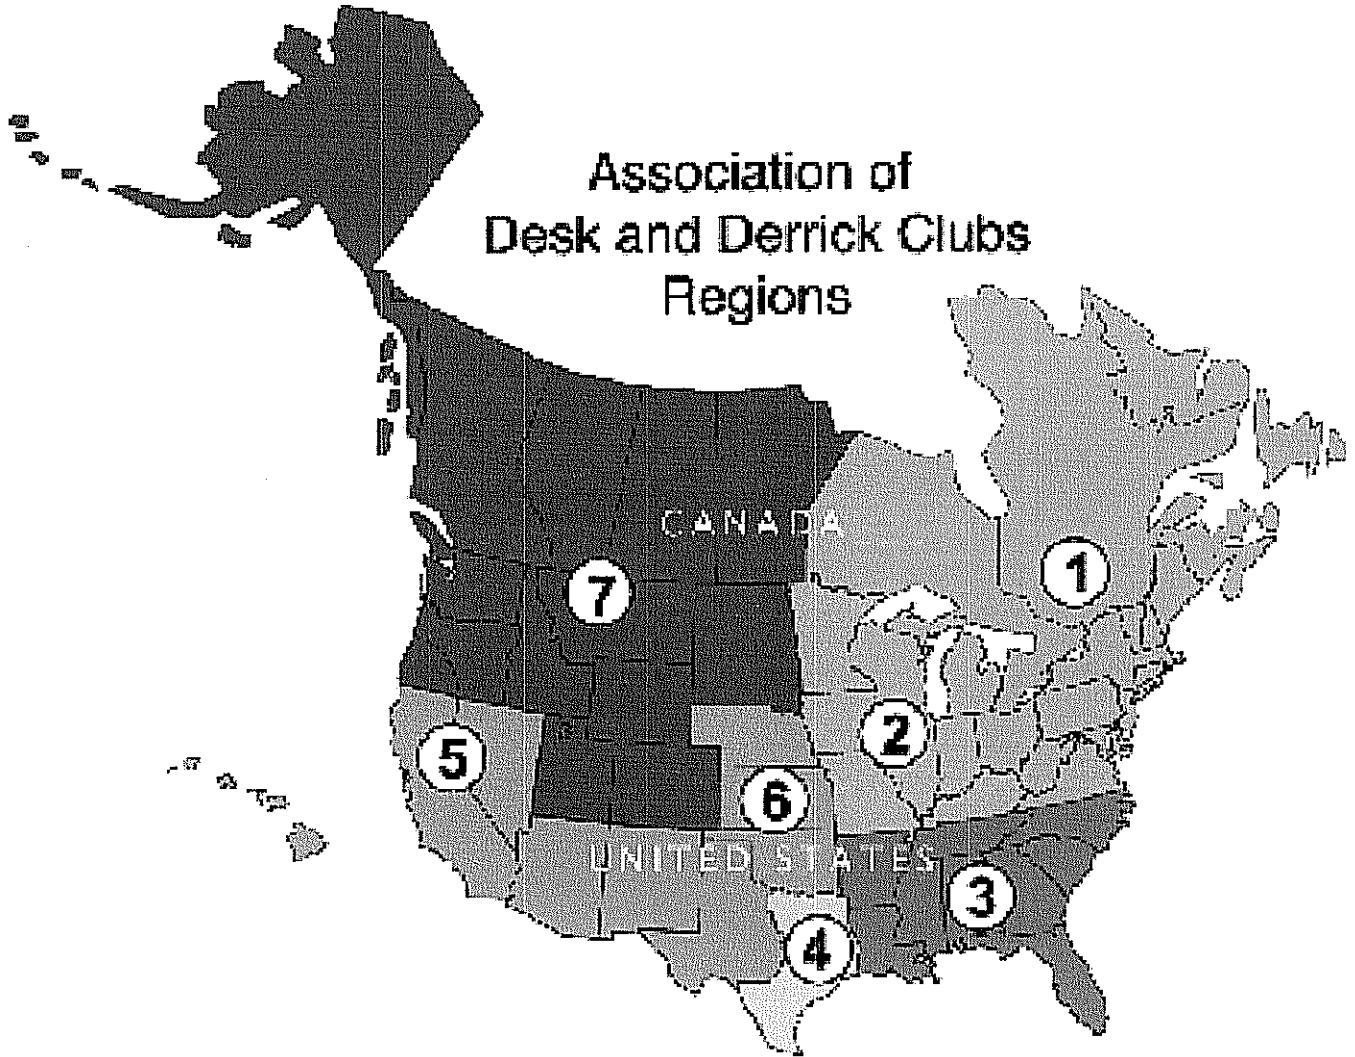 Association of
Desk and Derrick Clubs
Regions
CANADA
1
7
2
5
6
UNITED STATES
3
4